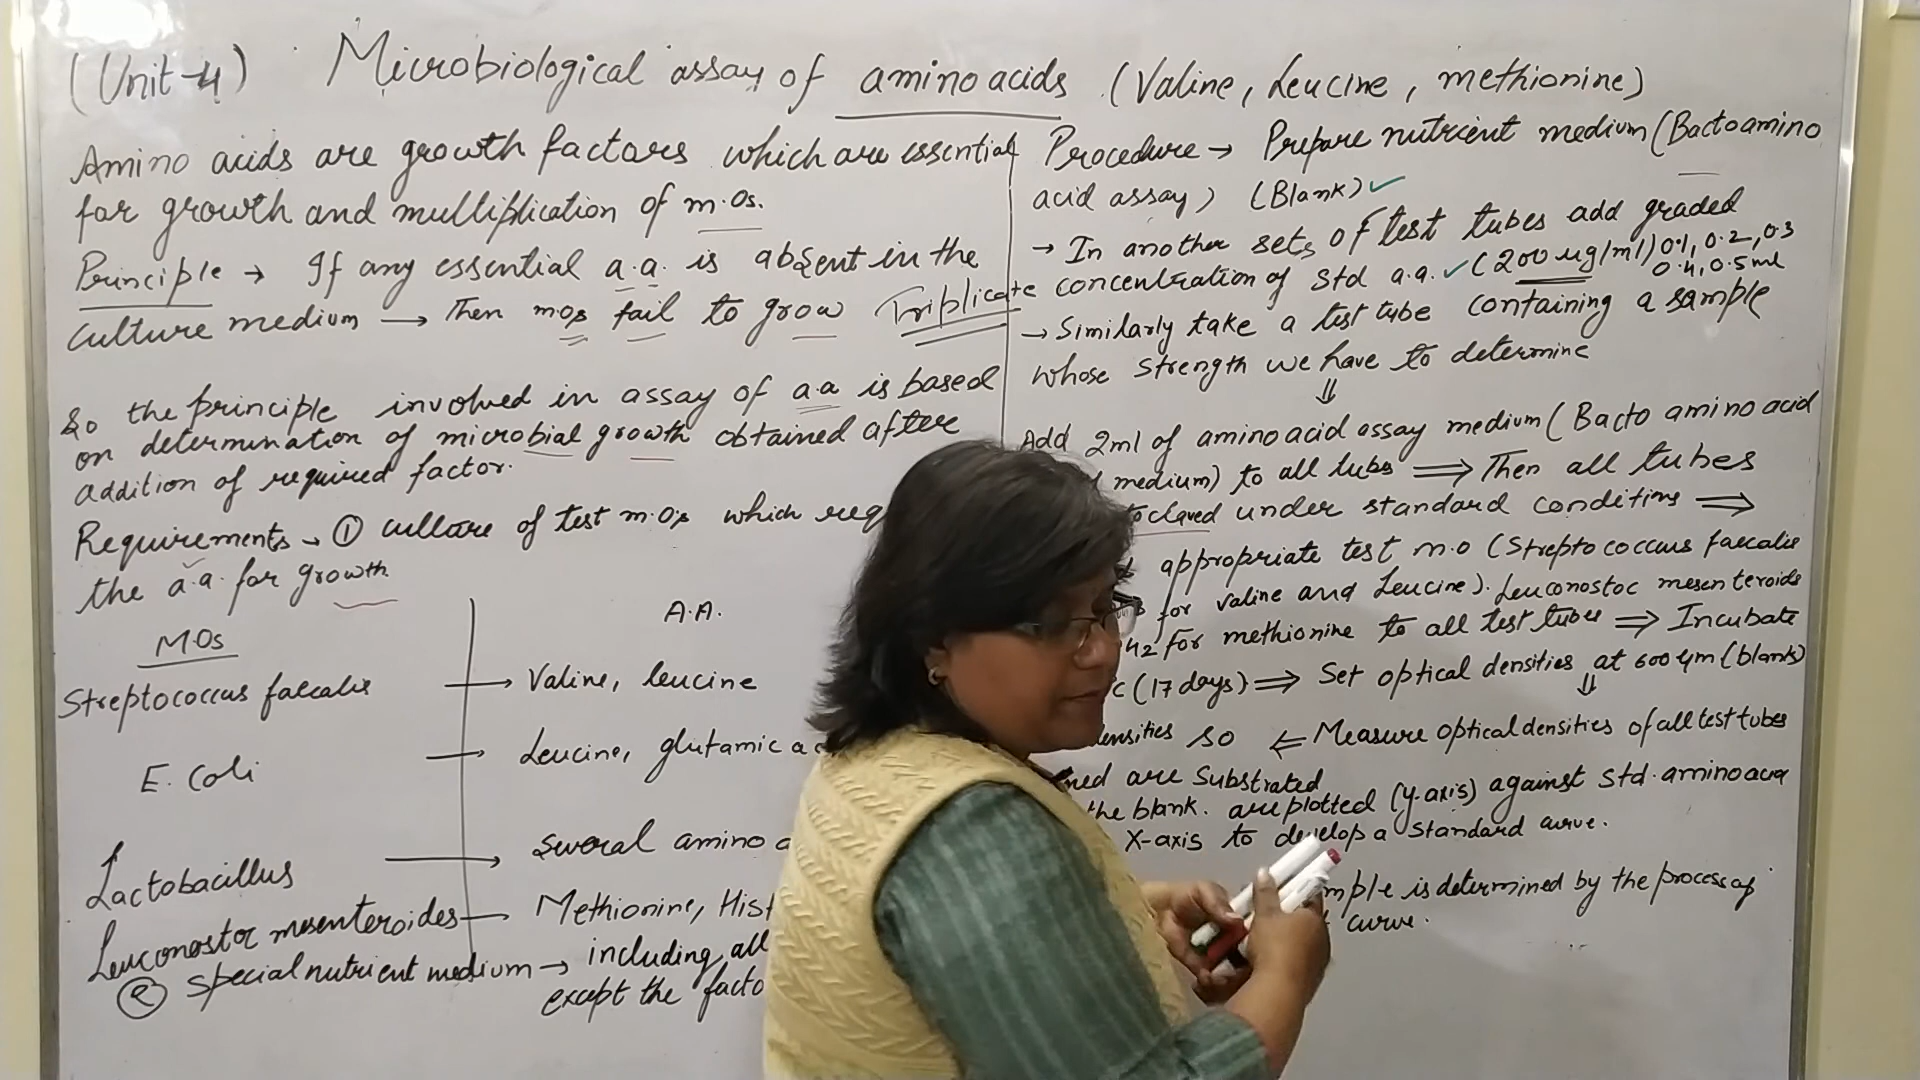 (Unit-4) Microbiological assay of amino acids (Valine, Leucine, methionine)
Amino acids are growth factors which are essential
for growth and multiplication of m.Os.
Principle → If any essential a.a. is absent in the
culture medium → Then m.os fail to grow Triplicate
So the principle involved in assay of a.a is based
on determination of microbial growth obtained after
addition of required factor.
Requirements → ① culture of test m.O's which req
the a.a. for growth
M.Os A.A.
Streptococcus faecalis → Valine, leucine
E. Coli → Leucine, glutamic
Lactobacillus → several amino
Leuconostoc mesenteroides → Methionine,
② special nutrient medium → including all
except the
Procedure → Prepare nutrient medium (Bactoamino
acid assay) (Blank) ✓
→ In another sets of test tubes add graded
concentration of std a.a. ✓ (200 ug/ml) 0.1, 0.2, 0.3
0.4, 0.5 ml
→ Similarly take a test tube containing a sample
whose strength we have to determine
⇓
Add 2ml of aminoacid assay medium (Bacto amino acid
medium) to all tubes ⟹ Then all tubes
under standard conditions ⟹
appropriate test m.o (Streptococcus faecalis
for valine and Leucine). Leuconostoc mesenteroids
for methionine to all test tubes ⟹ Incubate
(17 days) ⟹ Set optical densities at 600 (blanks)
⇓
so ⇐ Measure optical densities of all test tubes
are Substrated
the blank. are plotted (y-axis) against std. amino acid
X-axis to develop a standard curve.
is determined by the process of
curve.